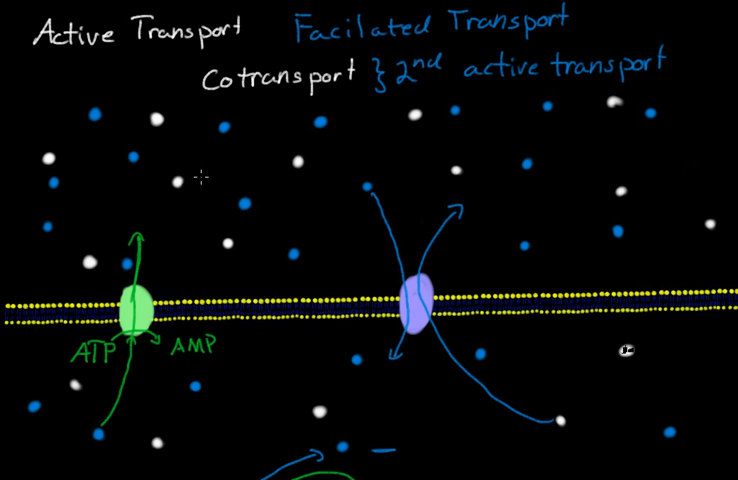 Active Transport Facilated Transport
Cotransport } 2nd active transport
ATP AMP